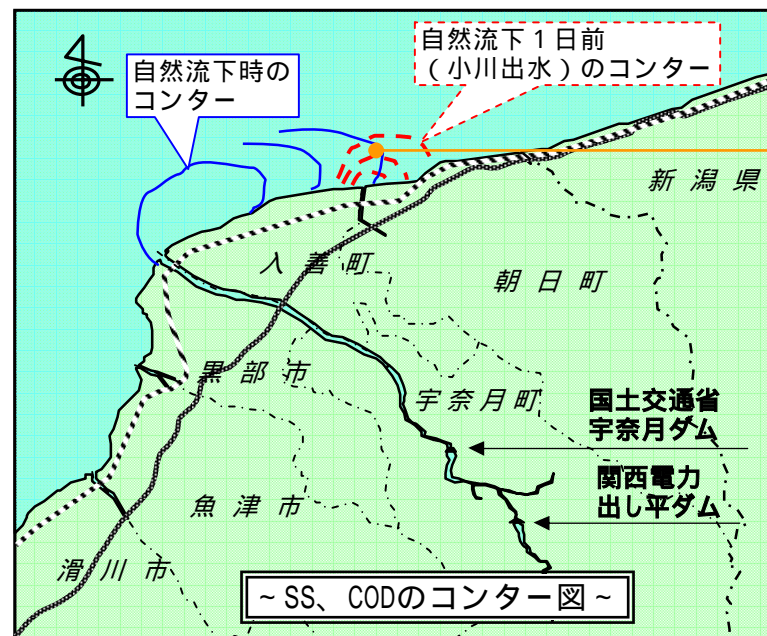 自然流下1日前
(小川出水)のコンター
自然流下時の
コンター
新潟県
入善町
朝日町
黒部市
宇奈月町
国土交通省
宇奈月ダム
関西電力
出し平ダム
魚津市
滑川市
~SS、CODのコンター図~